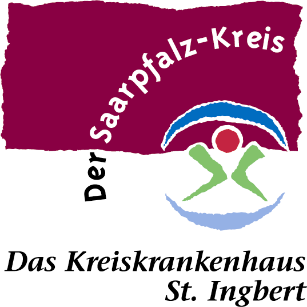 Der Saarpfalz-Kreis
Das Kreiskrankenhaus
St. Ingbert